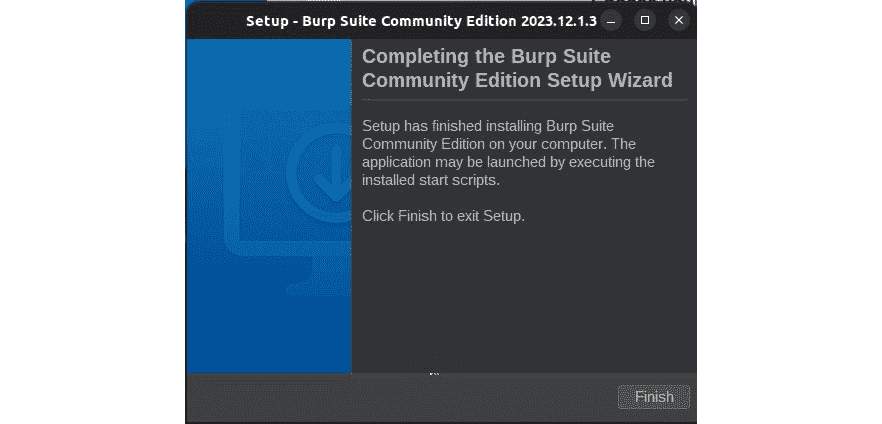 Setup - Burp Suite Community Edition 2023.12.1.3
Completing the Burp Suite
Community Edition Setup Wizard
Setup has finished installing Burp Suite
Community Edition on your computer. The
application may be launched by executing the
installed start scripts.
Click Finish to exit Setup.
Finish